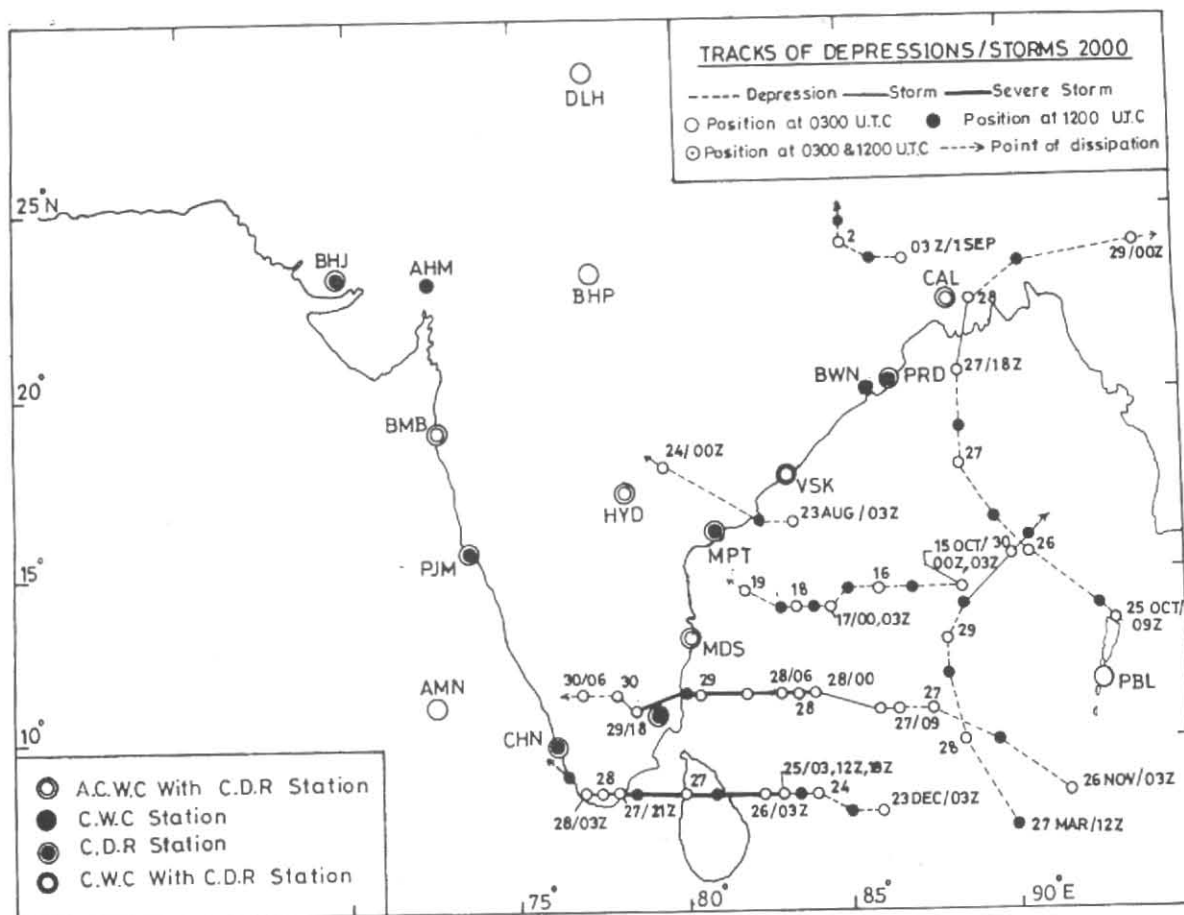 TRACKS OF DEPRESSIONS/STORMS 2000
Depression Storm Severe Storm
Position at 0300 U.T.C Position at 1200 U.T.C
Position at 0300 & 1200 U.T.C Point of dissipation
DLH
25°N
2
03 Z/1 SEP
29/00Z
BHJ
AHM
BHP
CAL
28
27/18Z
20°
BWN
PRD
BMB
24/00Z
27
HYD
VSK
23 AUG/03Z
MPT
15 OCT/
00Z,03Z
30
26
PJM
15°
19
18
16
17/00,03Z
25 OCT/
09Z
29
MDS
PBL
AMN
30/06
30
29
28/06
28/00
28
27
27/09
29/18
28
10°
CHN
26 NOV/03Z
25/03,12Z,18Z
28
27
24
23 DEC/03Z
28/03Z
27/21Z
26/03Z
27 MAR/12Z
A.C.W.C With C.D.R Station
C.W.C Station
C.D.R Station
C.W.C With C.D.R Station
75°
80°
85°
90°E